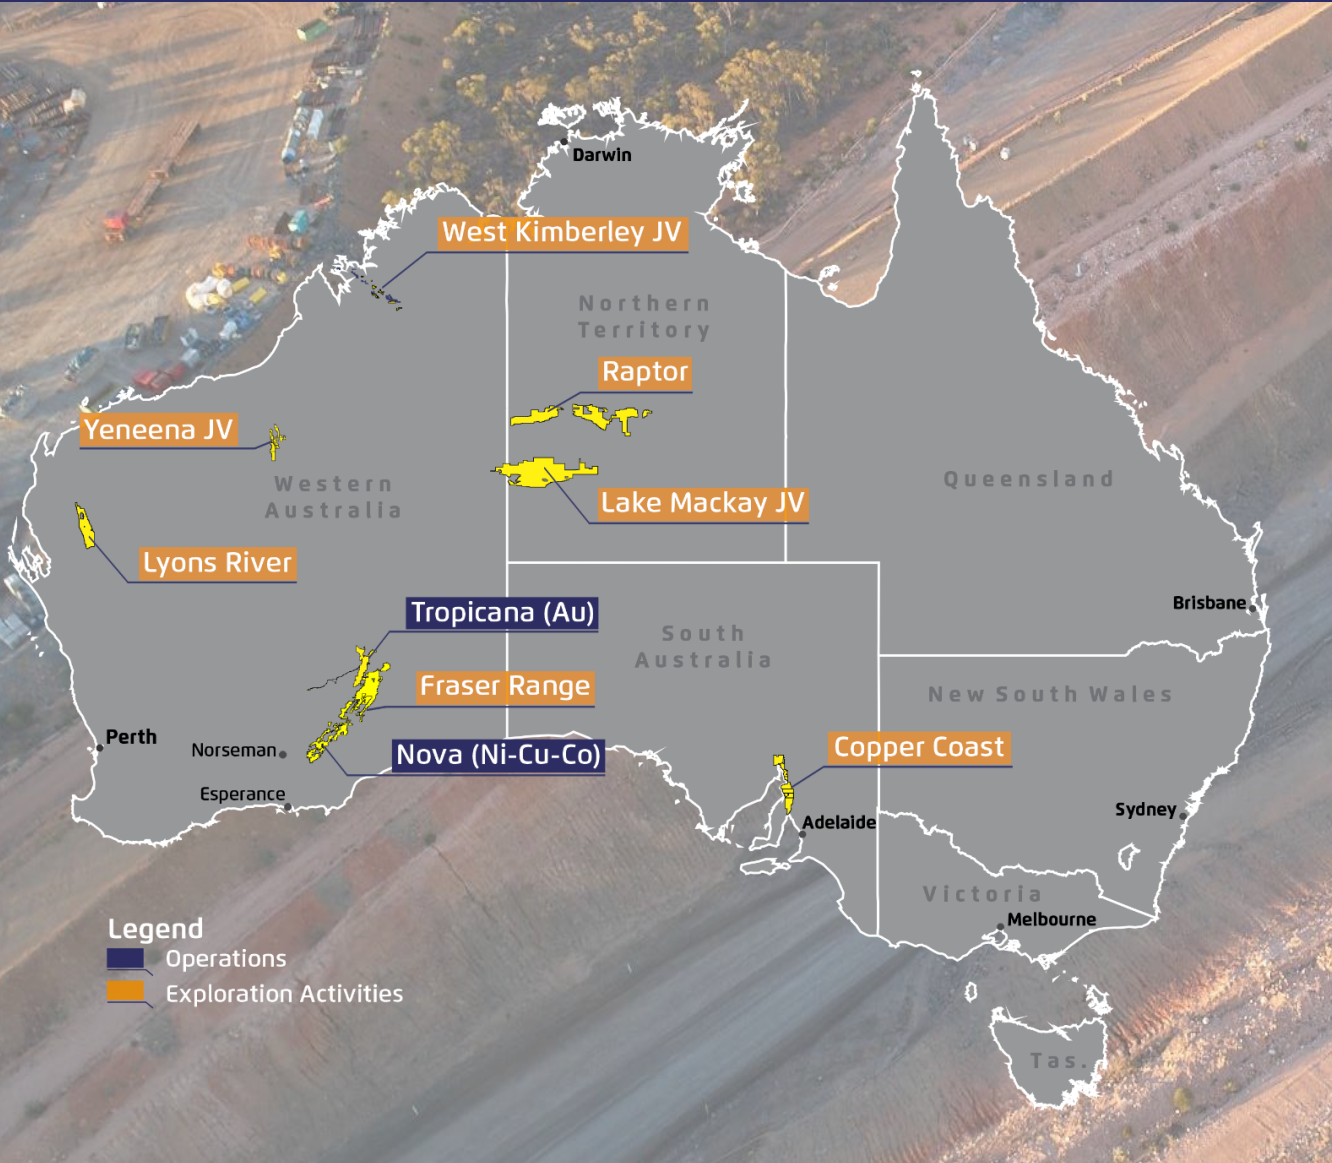 Darwin
West Kimberley JV
Northern
Territory
Raptor
Yeneena JV
Western
Australia
Queensland
Lake Mackay JV
Lyons River
Tropicana (Au)
Brisbane
South
Australia
Fraser Range
New South Wales
Perth
Norseman
Nova (Ni-Cu-Co)
Copper Coast
Esperance
Sydney
Adelaide
Victoria
Melbourne
Legend
Operations
Exploration Activities
Tas.